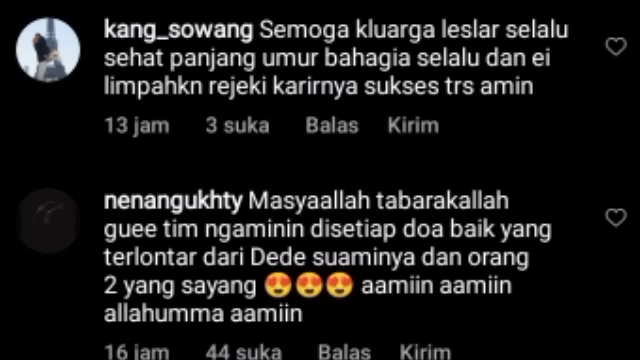 kang_sowang Semoga kluarga leslar selalu
sehat panjang umur bahagia selalu dan ei
limpahkn rejeki karirnya sukses trs amin
13 jam 3 suka Balas Kirim
nenangukhty Masyaallah tabarakallah
guee tim ngaminin disetiap doa baik yang
terlontar dari Dede suaminya dan orang
2 yang sayang 😍😍😍 aamiin aamiin
allahumma aamiin
16 jam 44 suka Balas Kirim